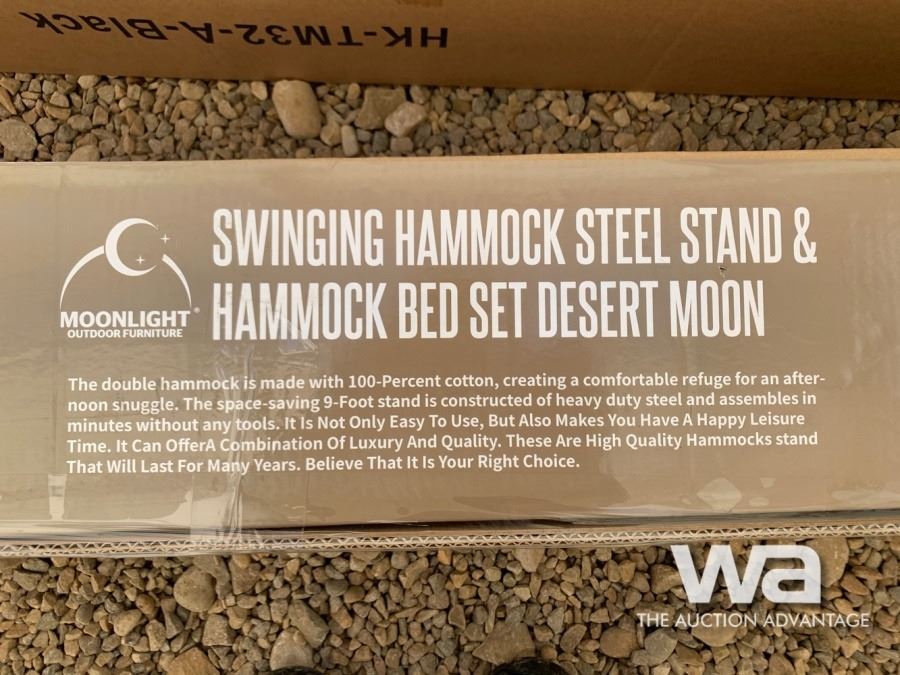 HK-TM32-A-Black
SWINGING HAMMOCK STEEL STAND &
HAMMOCK BED SET DESERT MOON
MOONLIGHT®
OUTDOOR FURNITURE
The double hammock is made with 100-Percent cotton, creating a comfortable refuge for an after-
noon snuggle. The space-saving 9-Foot stand is constructed of heavy duty steel and assembles in
minutes without any tools. It Is Not Only Easy To Use, But Also Makes You Have A Happy Leisure
Time. It Can OfferA Combination Of Luxury And Quality. These Are High Quality Hammocks stand
That Will Last For Many Years. Believe That It Is Your Right Choice.
wa
THE AUCTION ADVANTAGE